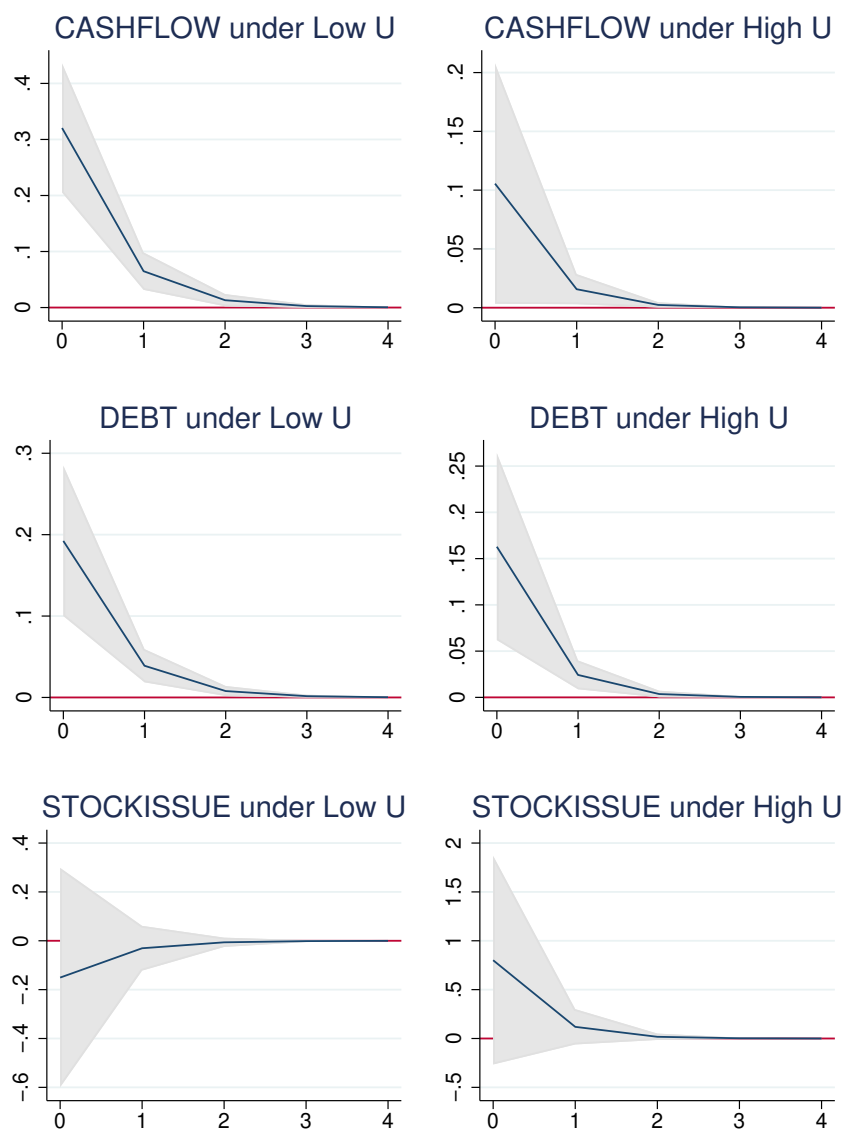 CASHFLOW under Low U
.4
.3
.2
.1
0
0 1 2 3 4
CASHFLOW under High U
.2
.15
.1
.05
0
0 1 2 3 4
DEBT under Low U
.3
.2
.1
0
0 1 2 3 4
DEBT under High U
.25
.2
.15
.1
.05
0
0 1 2 3 4
STOCKISSUE under Low U
.4
.2
0
−.2
−.4
−.6
0 1 2 3 4
STOCKISSUE under High U
2
1.5
1
.5
0
−.5
0 1 2 3 4